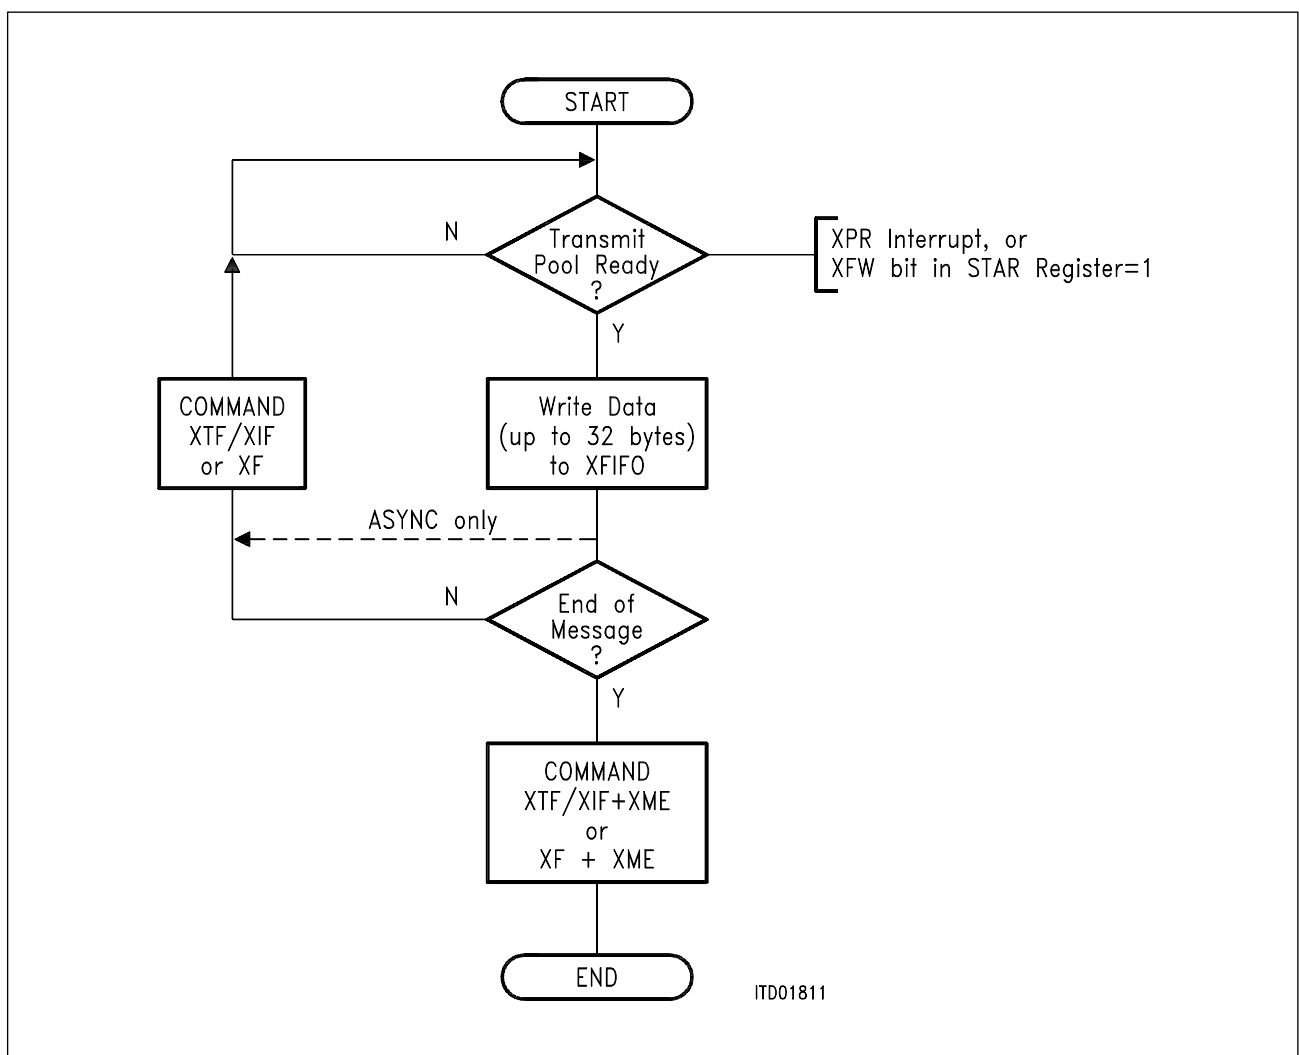 START
N
Transmit
Pool Ready
?
XPR Interrupt, or
XFW bit in STAR Register=1
Y
COMMAND
XTF/XIF
or XF
Write Data
(up to 32 bytes)
to XFIFO
ASYNC only
N
End of
Message
?
Y
COMMAND
XTF/XIF+XME
or
XF + XME
END
ITD01811